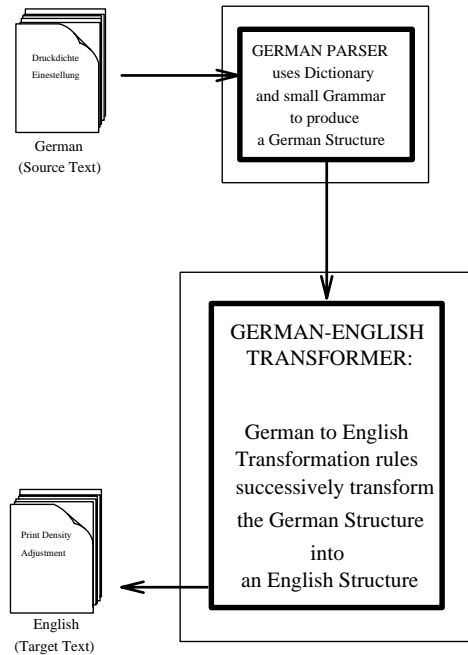 Druckdichte
Einestellung
German
(Source Text)
GERMAN PARSER
uses Dictionary
and small Grammar
to produce
a German Structure
GERMAN-ENGLISH
TRANSFORMER:
German to English
Transformation rules
successively transform
the German Structure
into
an English Structure
Print Density
Adjustment
English
(Target Text)